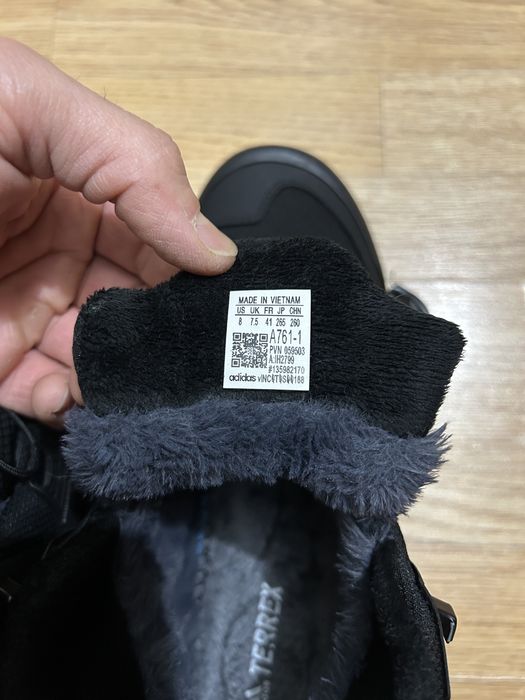 MADE IN VIETNAM
US UK FR JP CHN
8 7.5 41 265 260
A761-1
PVN 059503
A:IH2799
#135982170
adidas
TERREX